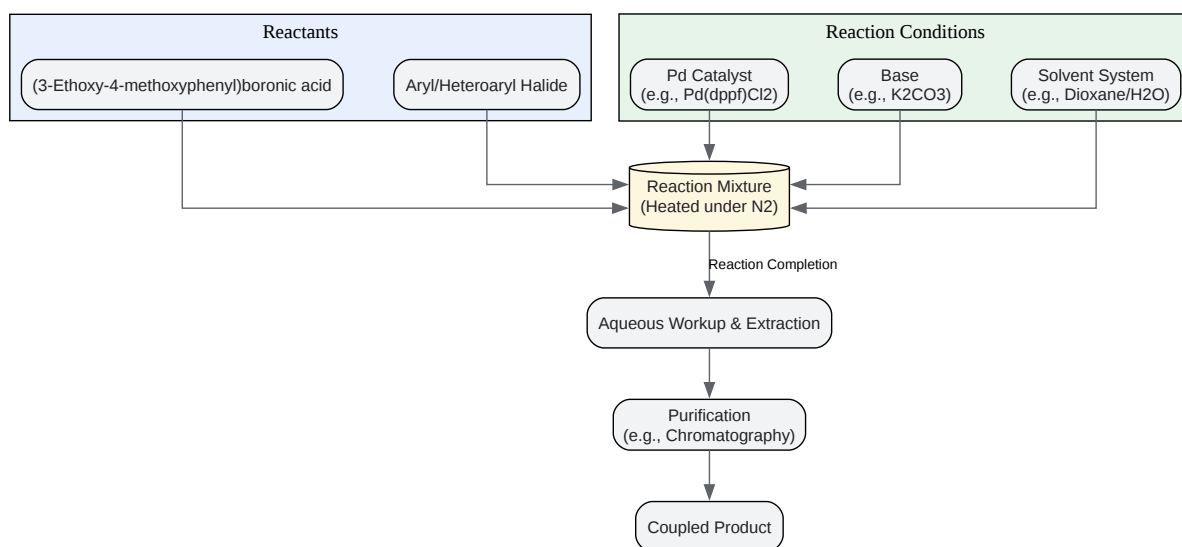 Reactants
Reaction Conditions
(3-Ethoxy-4-methoxyphenyl)boronic acid
Aryl/Heteroaryl Halide
Pd Catalyst
(e.g., Pd(dppf)Cl2)
Base
(e.g., K2CO3)
Solvent System
(e.g., Dioxane/H2O)
Reaction Mixture
(Heated under N2)
Reaction Completion
Aqueous Workup & Extraction
Purification
(e.g., Chromatography)
Coupled Product